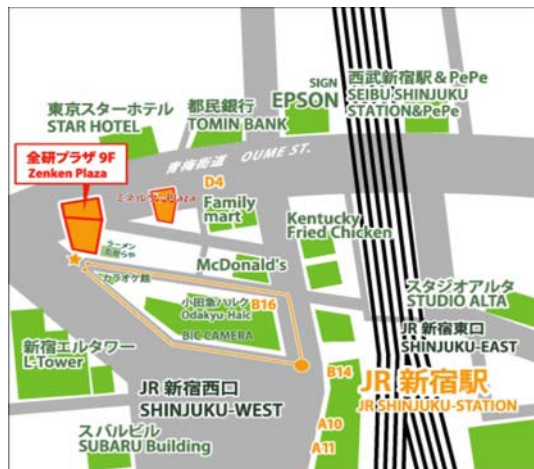 SIGN
EPSON
西武新宿駅 & PePe
SEIBU SHINJUKU
STATION&PePe
東京スターホテル
STAR HOTEL
都民銀行
TOMIN BANK
青梅街道 OUME ST.
全研プラザ 9F
Zenken Plaza
D4
Family
mart
Kentucky
Fried Chicken
ラーメン
McDonald's
カラオケ館
小田急ハルク B16
Odakyu-Halc
BIC CAMERA
スタジオアルタ
STUDIO ALTA
JR 新宿東口
SHINJUKU-EAST
新宿エルタワー
L-Tower
JR 新宿西口
SHINJUKU-WEST
B14
JR 新宿駅
JR SHINJUKU-STATION
スバルビル
SUBARU Building
A10
A11